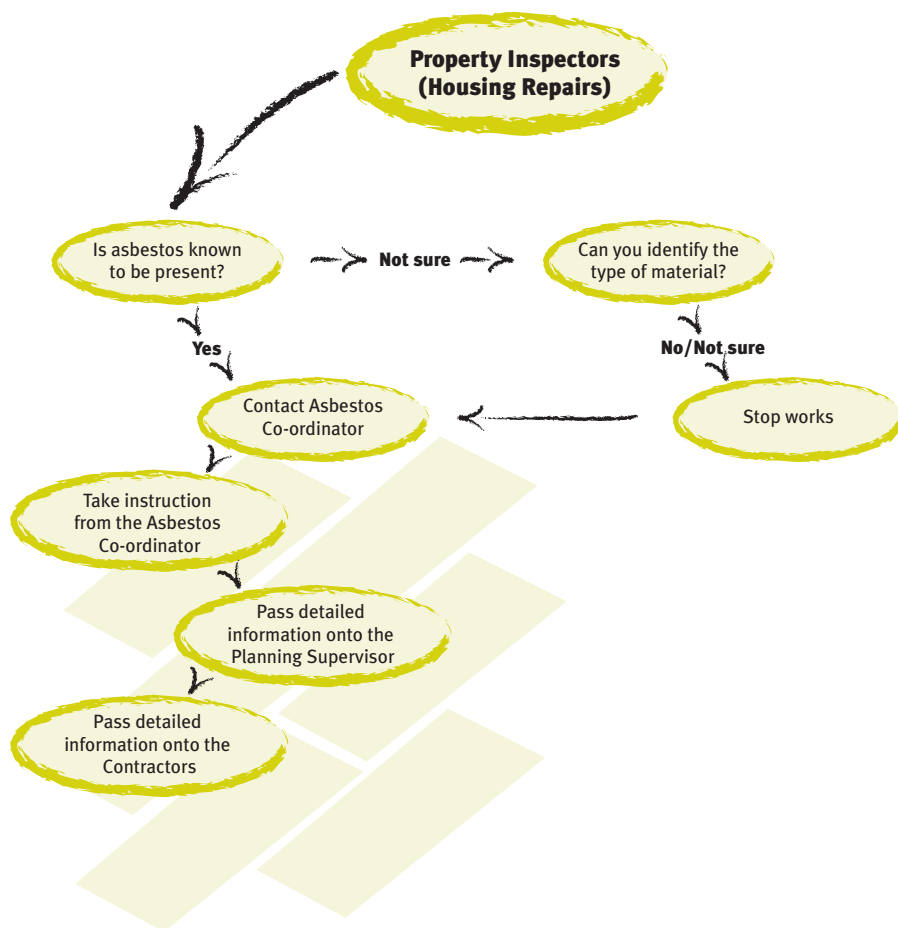 Property Inspectors
(Housing Repairs)
Is asbestos known
to be present?
Not sure
Can you identify the
type of material?
Yes
No/Not sure
Contact Asbestos
Co-ordinator
Stop works
Take instruction
from the Asbestos
Co-ordinator
Pass detailed
information onto the
Planning Supervisor
Pass detailed
information onto the
Contractors